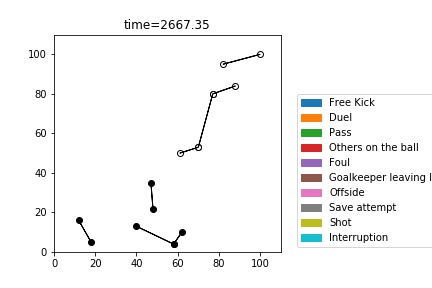 time=2667.35
100
80
60
40
20
0
0 20 40 60 80 100
Free Kick
Duel
Pass
Others on the ball
Foul
Goalkeeper leaving l
Offside
Save attempt
Shot
Interruption